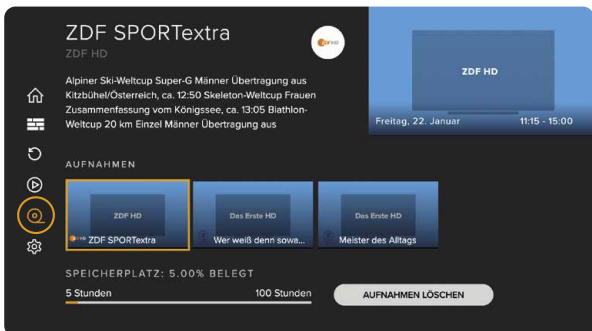 ZDF SPORTextra
ZDF HD
Alpiner Ski-Weltcup Super-G Männer Übertragung aus
Kitzbühel/Österreich, ca. 12:50 Skeleton-Weltcup Frauen
Zusammenfassung vom Königssee, ca. 13:05 Biathlon-
Weltcup 20 km Einzel Männer Übertragung aus
ZDF HD
Freitag, 22. Januar 11:15 - 15:00
AUFNAHMEN
ZDF HD
ZDF SPORTextra
Das Erste HD
Wer weiß denn sowa...
Das Erste HD
Meister des Alltags
SPEICHERPLATZ: 5.00% BELEGT
5 Stunden 100 Stunden
AUFNAHMEN LÖSCHEN